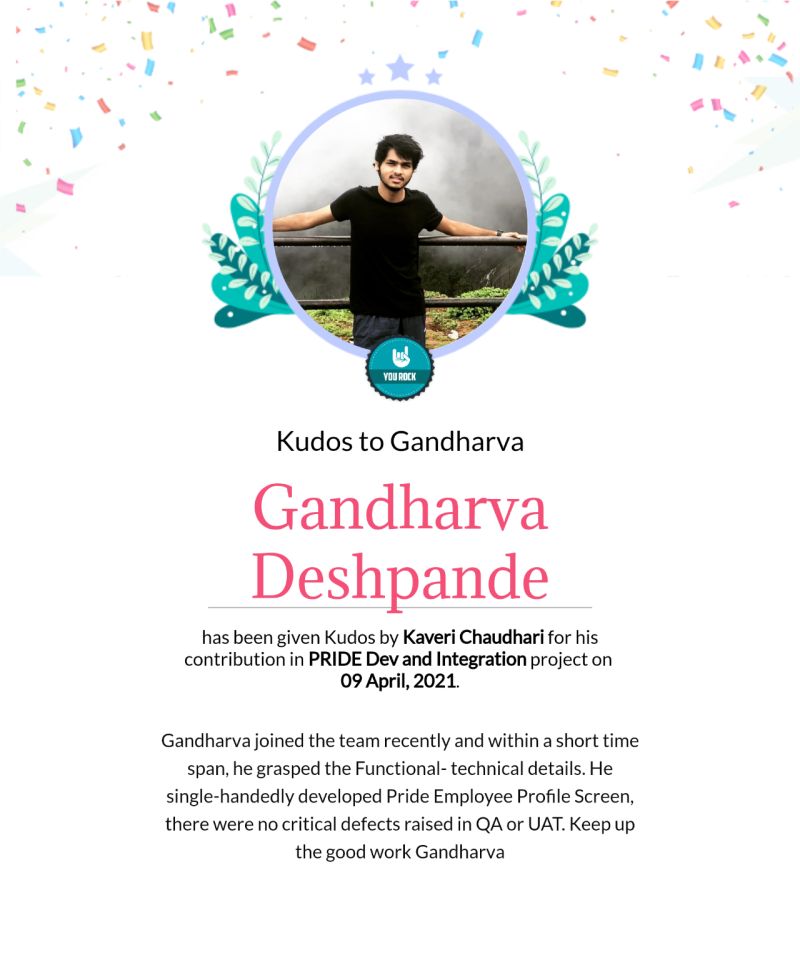 YOU ROCK
Kudos to Gandharva
Gandharva
Deshpande
has been given Kudos by Kaveri Chaudhari for his
contribution in PRIDE Dev and Integration project on
09 April, 2021.
Gandharva joined the team recently and within a short time
span, he grasped the Functional- technical details. He
single-handedly developed Pride Employee Profile Screen,
there were no critical defects raised in QA or UAT. Keep up
the good work Gandharva